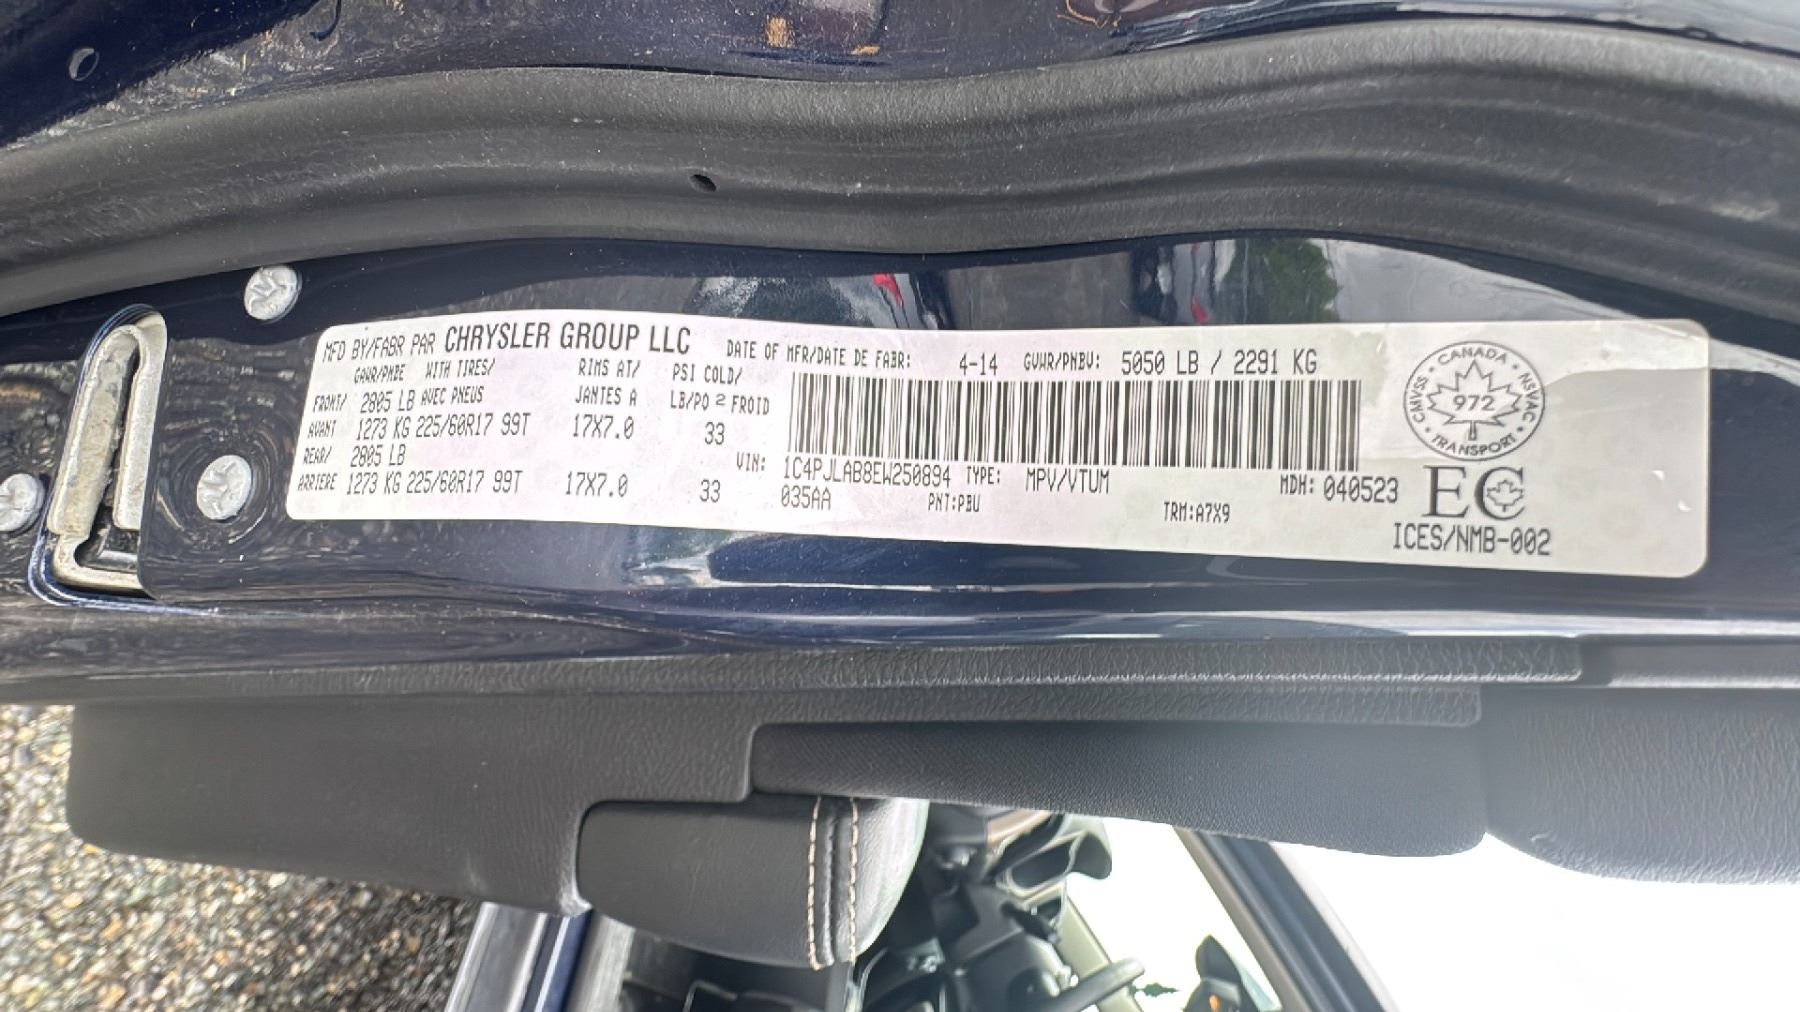 MFD BY/FABR PAR CHRYSLER GROUP LLC DATE OF MFR/DATE DE FABR: 4-14 GVWR/PNBV: 5050 LB / 2291 KG
GAWR/PNBE WITH TIRES/ RIMS AT/ PSI COLD/
FRONT/ 2805 LB AVEC PNEUS JANTES A LB/PO 2 FROID
AVANT 1273 KG 225/60R17 99T 17X7.0 33
REAR/ 2805 LB
ARRIERE 1273 KG 225/60R17 99T 17X7.0 33
VIN: 1C4PJLAB8EW250894 TYPE: MPV/VTUM MDH: 040523
035AA PNT:PBU TRM:A7X9
CANADA
CMVSS 972 NSVAC
TRANSPORT
EC
ICES/NMB-002